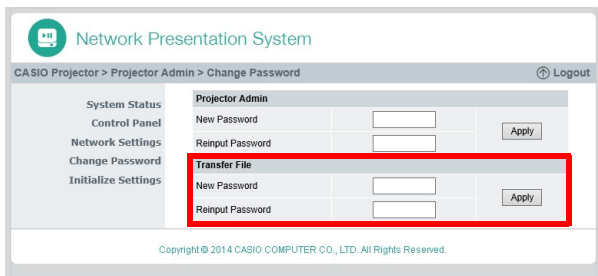 Network Presentation System
CASIO Projector > Projector Admin > Change Password
Logout
System Status
Control Panel
Network Settings
Change Password
Initialize Settings
Projector Admin
New Password
Reinput Password
Apply
Transfer File
New Password
Reinput Password
Apply
Copyright © 2014 CASIO COMPUTER CO., LTD. All Rights Reserved.